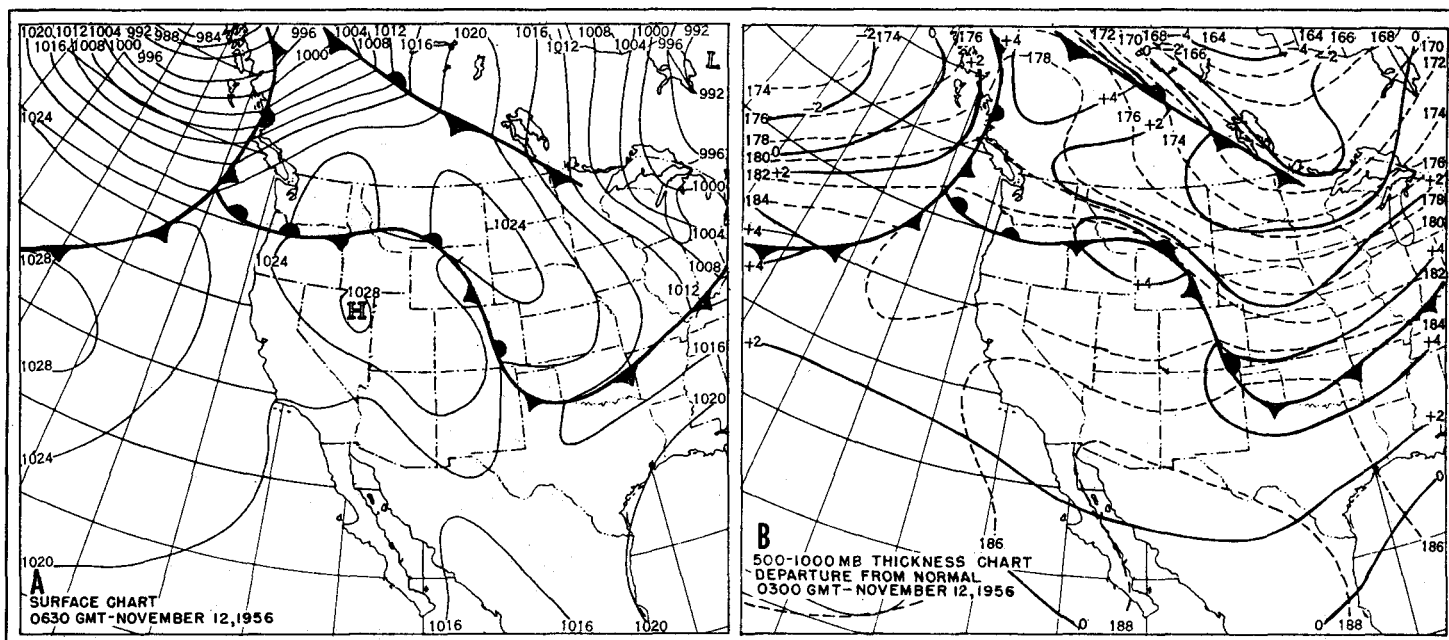 1020 1012 1004 992 988 984 996 1004 1012 1020 1008 1000 992
1016 1008 1000 1000 1008 1016 1012 1004 996
996
L
992
1024
996
1000
1024
1004
1028
1024
1008
1028
H
1012
1016
1028
1020
1024
1020
A
SURFACE CHART
0630 GMT-NOVEMBER 12, 1956
1016 1016 1020
-2 174 0 176 +4 172 170 168 -4 164 164 166 168 0 170
+2 178 -2 166 -2 172
174
-2 +4 174
176 176 +2
178 174
180 0 176
182 +2 +2
178
184 180
-4
+4 +4
182
+4 +4
184
+2 +4
+2
0
186
186
B
500-1000 MB THICKNESS CHART
DEPARTURE FROM NORMAL
0300 GMT-NOVEMBER 12, 1956
0 188 0 188